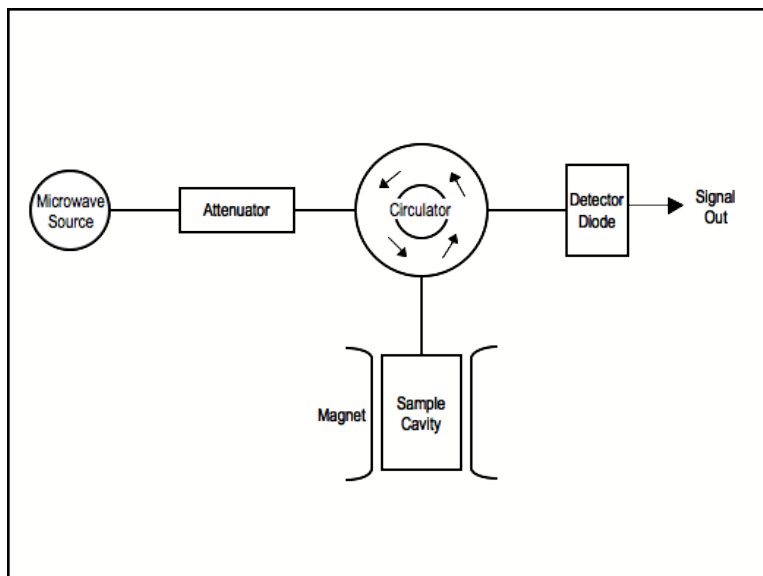 Microwave
Source
Attenuator
Circulator
Detector
Diode
Signal
Out
Magnet
Sample
Cavity